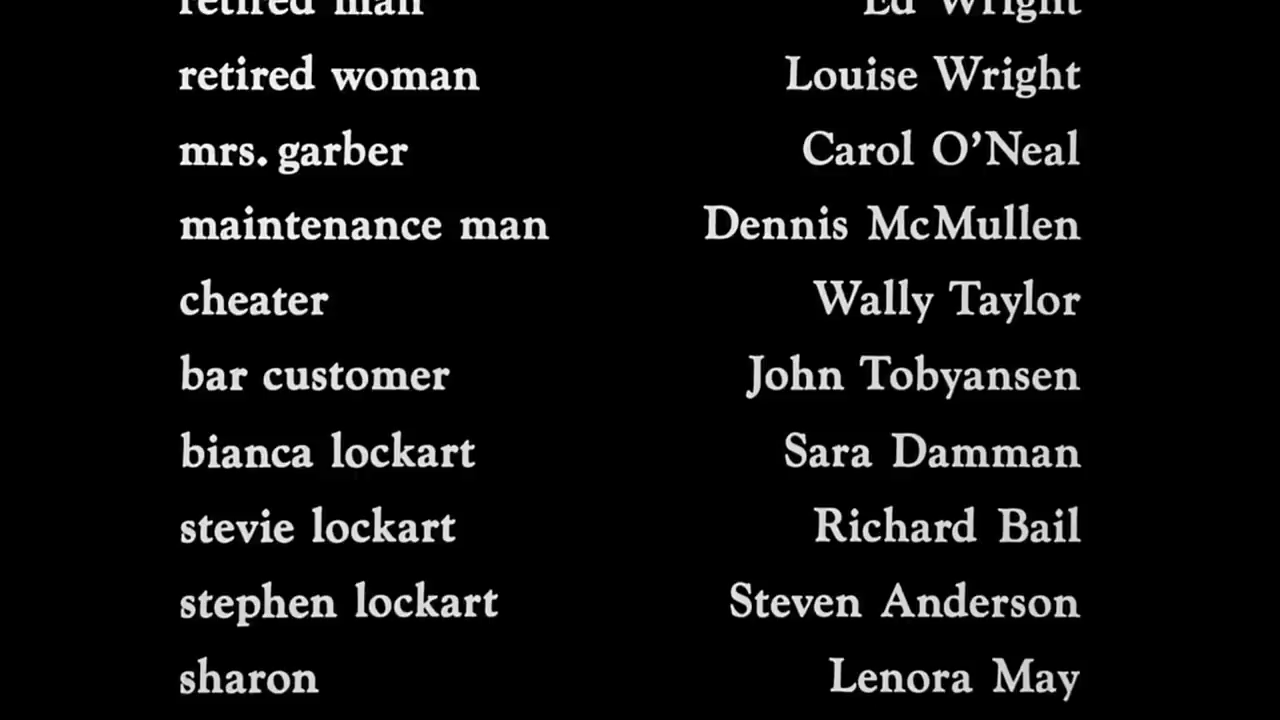 retired man Ed Wright
retired woman Louise Wright
mrs. garber Carol O'Neal
maintenance man Dennis McMullen
cheater Wally Taylor
bar customer John Tobyansen
bianca lockart Sara Damman
stevie lockart Richard Bail
stephen lockart Steven Anderson
sharon Lenora May